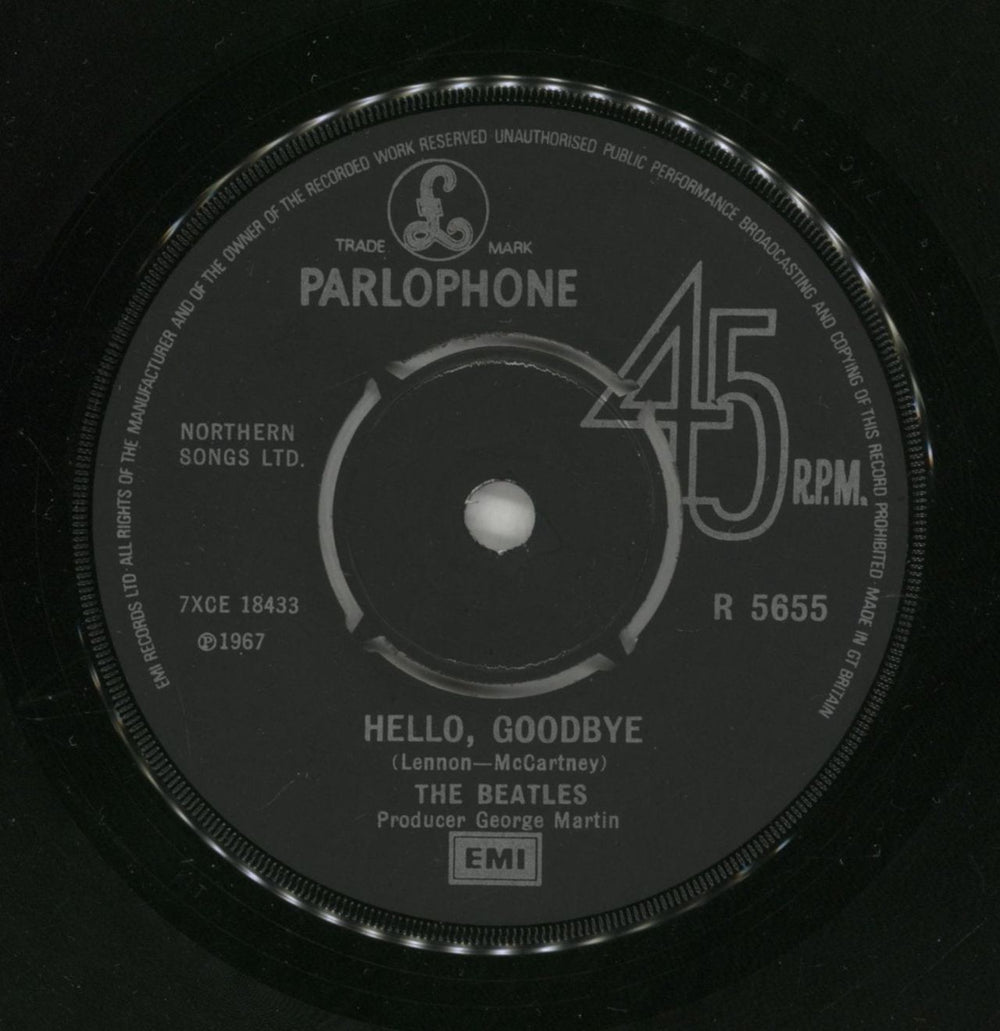 EMI RECORDS LTD · ALL RIGHTS OF THE MANUFACTURER AND OF THE OWNER OF THE RECORDED WORK RESERVED UNAUTHORISED PUBLIC PERFORMANCE BROADCASTING AND COPYING OF THIS RECORD PROHIBITED · MADE IN GT BRITAIN
£
TRADE MARK
PARLOPHONE
45
R.P.M.
NORTHERN
SONGS LTD.
7XCE 18433
℗1967
R 5655
HELLO, GOODBYE
(Lennon—McCartney)
THE BEATLES
Producer George Martin
EMI